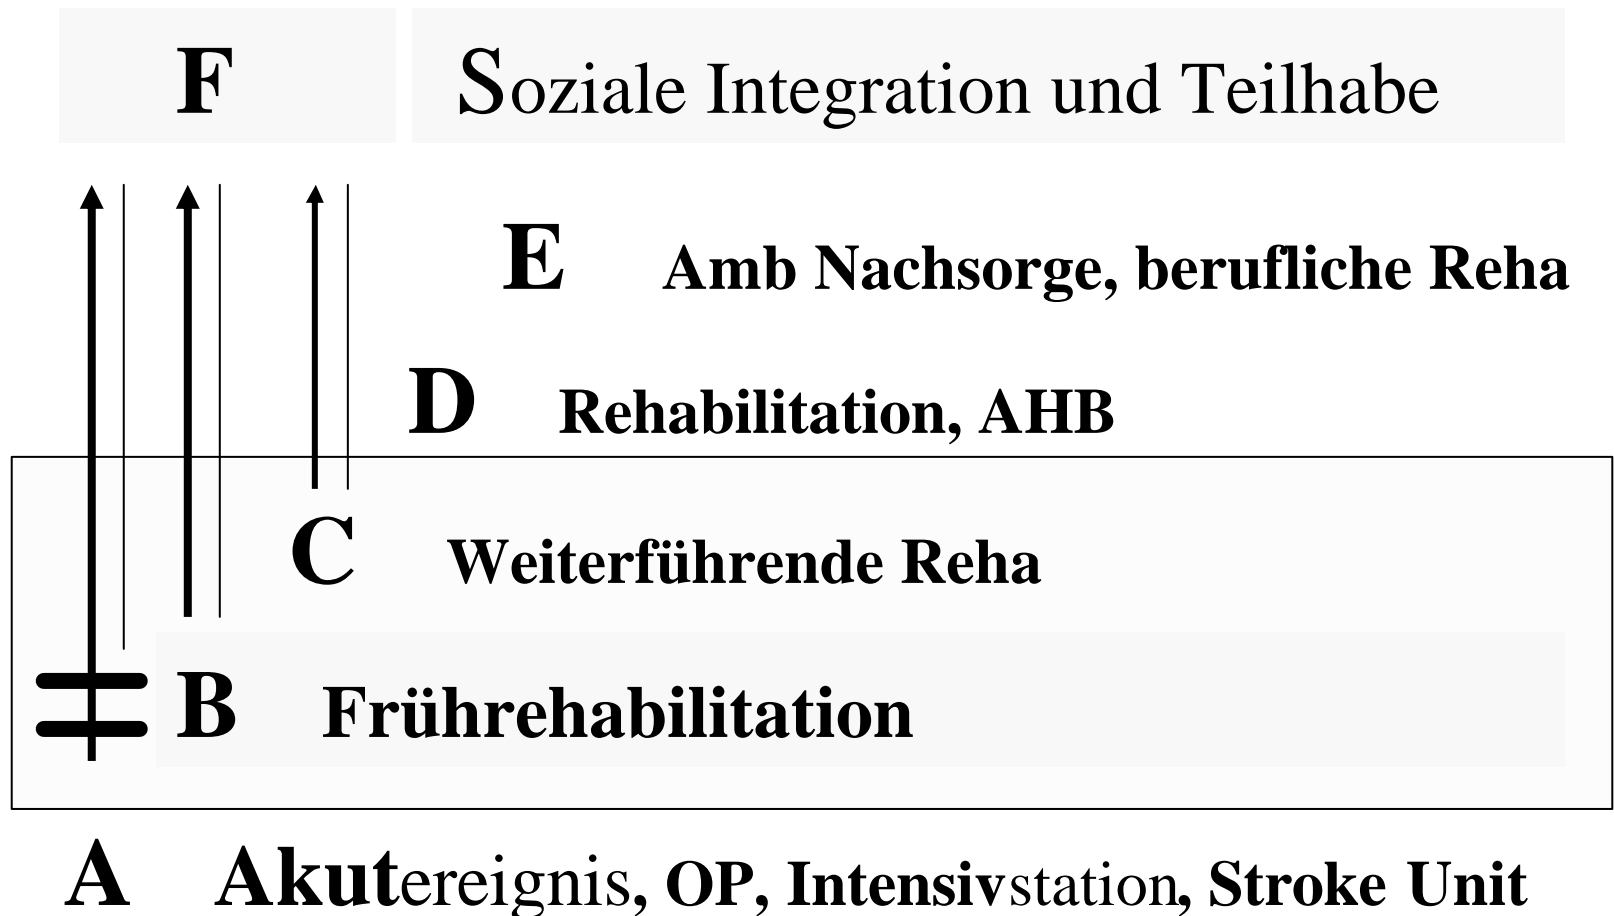 F Soziale Integration und Teilhabe
E Amb Nachsorge, berufliche Reha
D Rehabilitation, AHB
C Weiterführende Reha
B Frührehabilitation
A Akutereignis, OP, Intensivstation, Stroke Unit